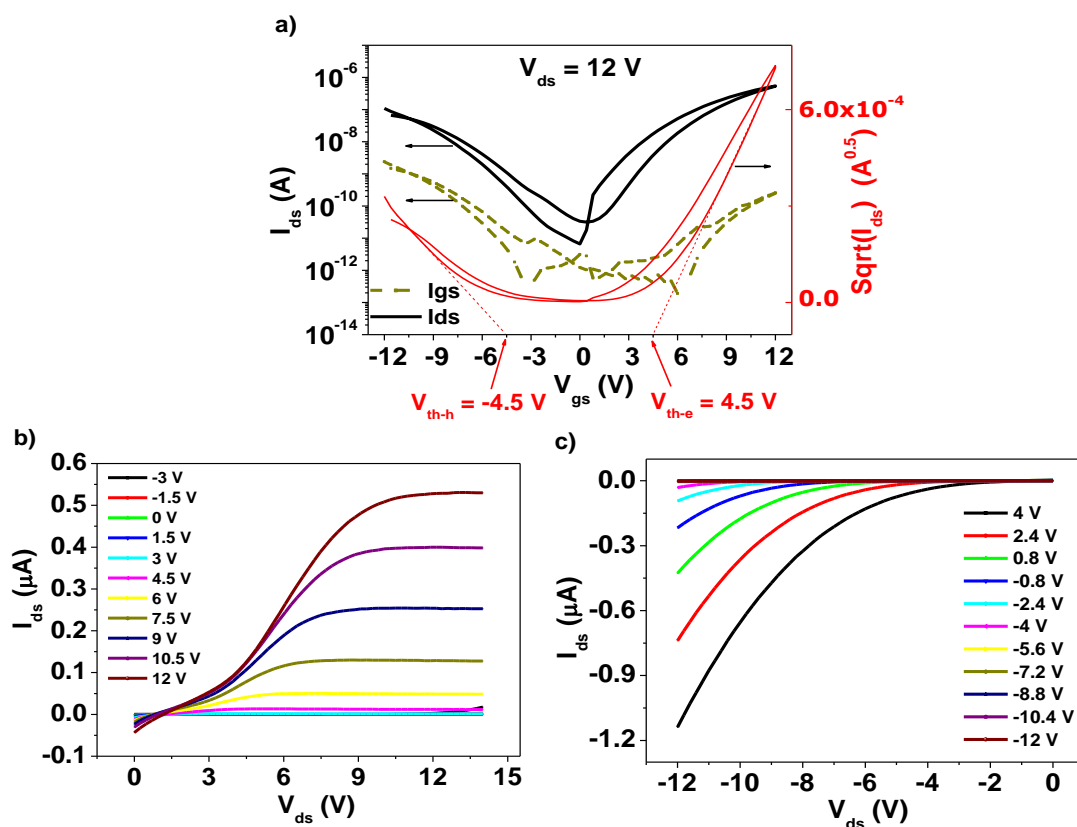 a)
V_ds = 12 V
I_ds (A)
10^-6
10^-8
10^-10
10^-12
10^-14
Igs
Ids
6.0x10^-4
0.0
Sqrt(I_ds) (A^0.5)
-12 -9 -6 -3 0 3 6 9 12
V_gs (V)
V_th-h = -4.5 V
V_th-e = 4.5 V
b)
I_ds (μA)
0.6
0.5
0.4
0.3
0.2
0.1
0.0
-0.1
-3 V
-1.5 V
0 V
1.5 V
3 V
4.5 V
6 V
7.5 V
9 V
10.5 V
12 V
0 3 6 9 12 15
V_ds (V)
c)
I_ds (μA)
0.0
-0.3
-0.6
-0.9
-1.2
4 V
2.4 V
0.8 V
-0.8 V
-2.4 V
-4 V
-5.6 V
-7.2 V
-8.8 V
-10.4 V
-12 V
-12 -10 -8 -6 -4 -2 0
V_ds (V)